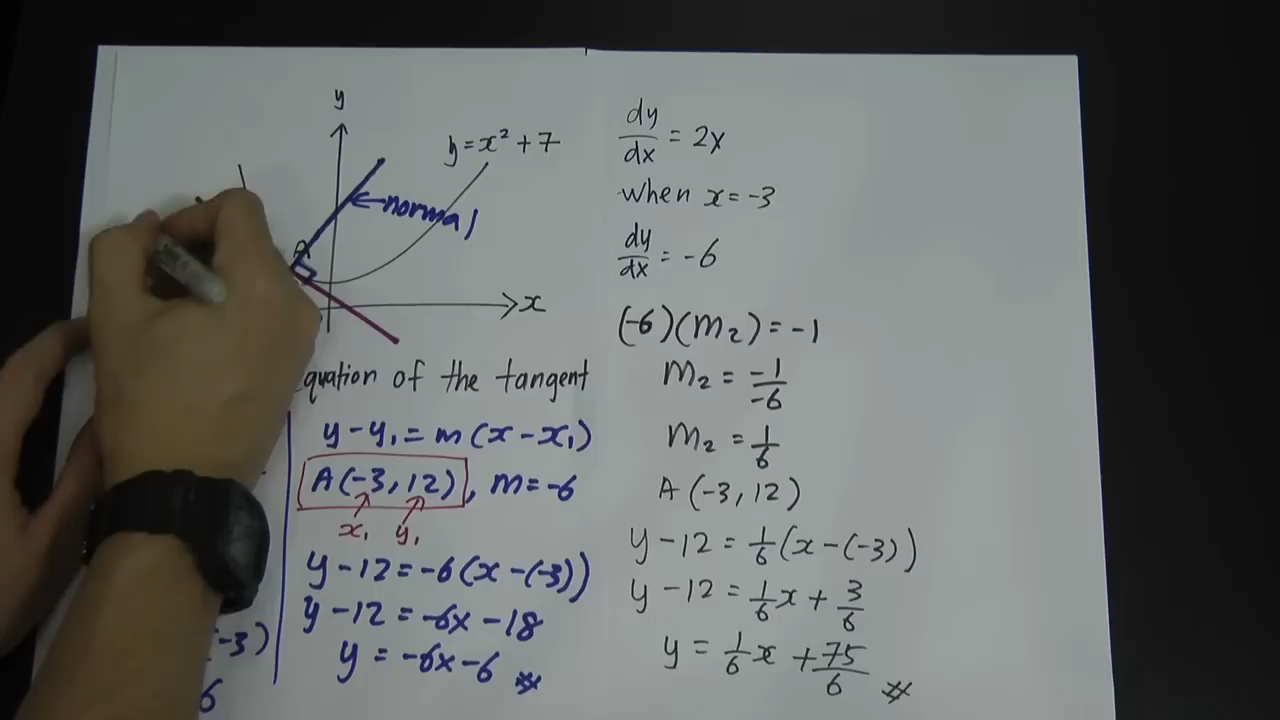 y
y = x² + 7
normal
A
x
quation of the tangent
y - y₁ = m(x - x₁)
A(-3, 12), m = -6
x₁ y₁
y - 12 = -6(x - (-3))
y - 12 = -6x - 18
y = -6x - 6
-3)
6
dy/dx = 2x
when x = -3
dy/dx = -6
(-6)(m₂) = -1
m₂ = -1/-6
m₂ = 1/6
A(-3, 12)
y - 12 = 1/6(x - (-3))
y - 12 = 1/6x + 3/6
y = 1/6x + 75/6